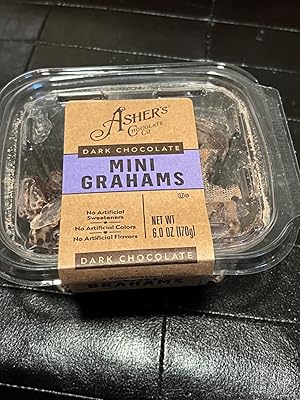 ASHER'S
CHOCOLATE
CO
DARK CHOCOLATE
MINI
GRAHAMS
No Artificial
Sweeteners
No Artificial Colors
No Artificial Flavors
NET WT
6.0 OZ (170g)
DARK CHOCOLATE
GRAHAMS